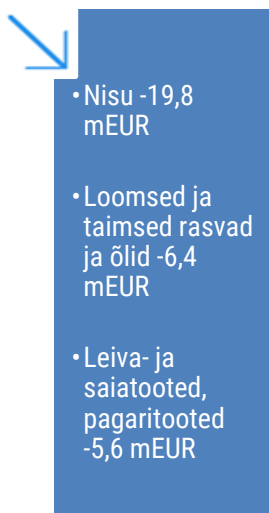 •Nisu -19,8
mEUR
•Loomsed ja
taimsed rasvad
ja õlid -6,4
mEUR
•Leiva- ja
saiatooted,
pagaritooted
-5,6 mEUR